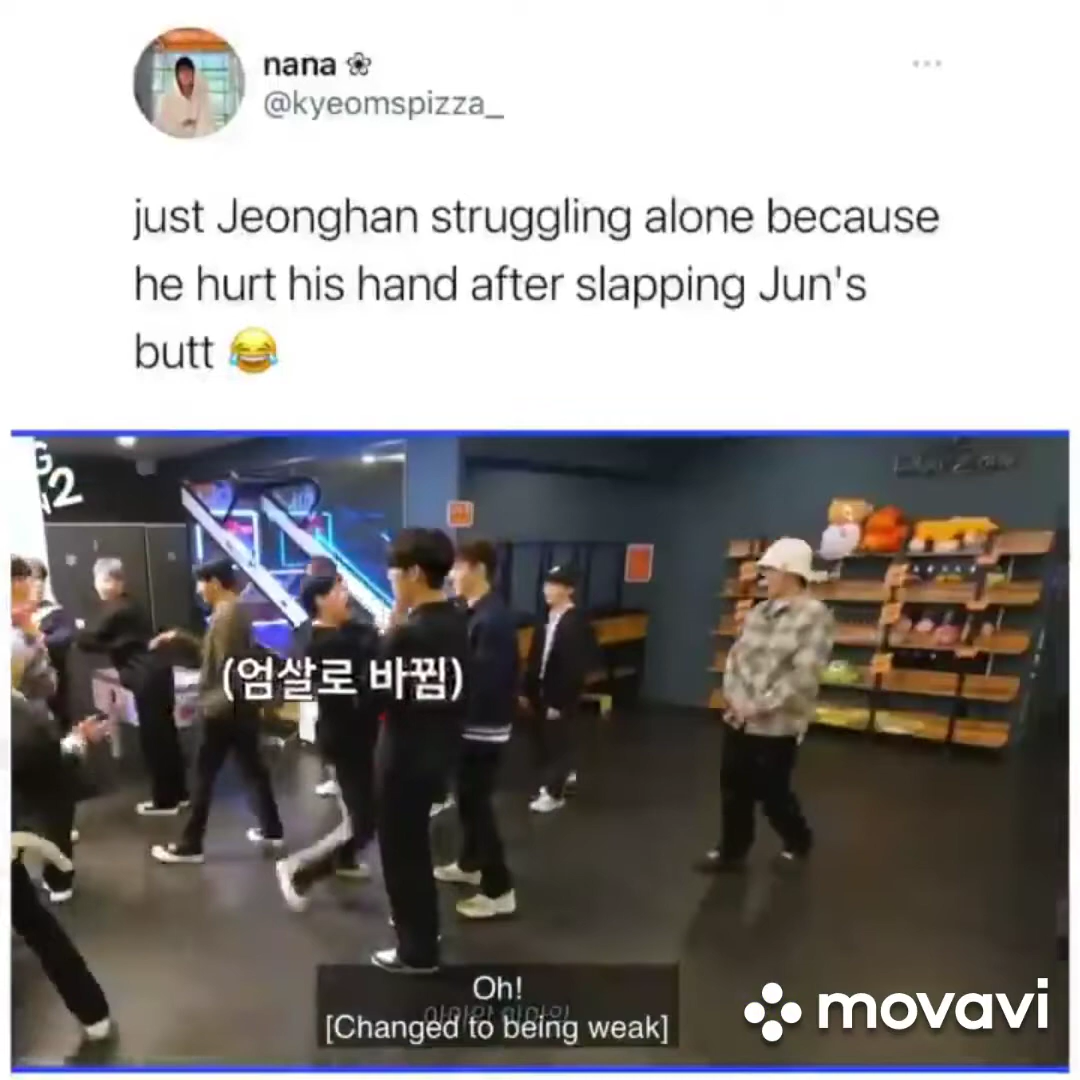 nana ❀
@kyeomspizza_
just Jeonghan struggling alone because
he hurt his hand after slapping Jun's
butt 😂
G
2
(엄살로 바뀜)
Oh!
[Changed to being weak]
movavi